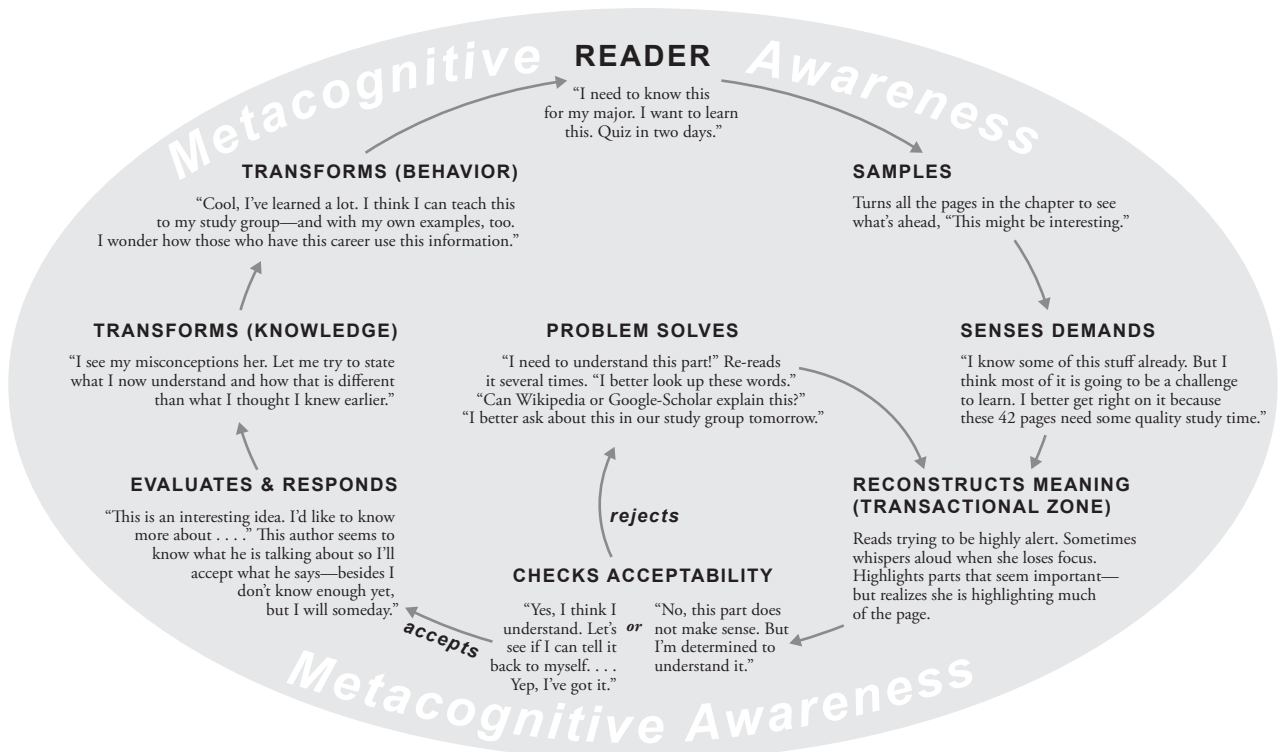 Metacognitive Awareness
READER
“I need to know this
for my major. I want to learn
this. Quiz in two days.”
SAMPLES
Turns all the pages in the chapter to see
what’s ahead, “This might be interesting.”
SENSES DEMANDS
“I know some of this stuff already. But I
think most of it is going to be a challenge
to learn. I better get right on it because
these 42 pages need some quality study time.”
RECONSTRUCTS MEANING
(TRANSACTIONAL ZONE)
Reads trying to be highly alert. Sometimes
whispers aloud when she loses focus.
Highlights parts that seem important—
but realizes she is highlighting much
of the page.
CHECKS ACCEPTABILITY
“Yes, I think I
understand. Let’s
see if I can tell it
back to myself. . . .
Yep, I’ve got it.”
or
“No, this part does
not make sense. But
I’m determined to
understand it.”
rejects
PROBLEM SOLVES
“I need to understand this part!” Re-reads
it several times. “I better look up these words.”
“Can Wikipedia or Google-Scholar explain this?”
“I better ask about this in our study group tomorrow.”
accepts
EVALUATES & RESPONDS
“This is an interesting idea. I’d like to know
more about . . . .” This author seems to
know what he is talking about so I’ll
accept what he says—besides I
don’t know enough yet,
but I will someday.”
TRANSFORMS (KNOWLEDGE)
“I see my misconceptions her. Let me try to state
what I now understand and how that is different
than what I thought I knew earlier.”
TRANSFORMS (BEHAVIOR)
“Cool, I’ve learned a lot. I think I can teach this
to my study group—and with my own examples, too.
I wonder how those who have this career use this information.”
Metacognitive Awareness